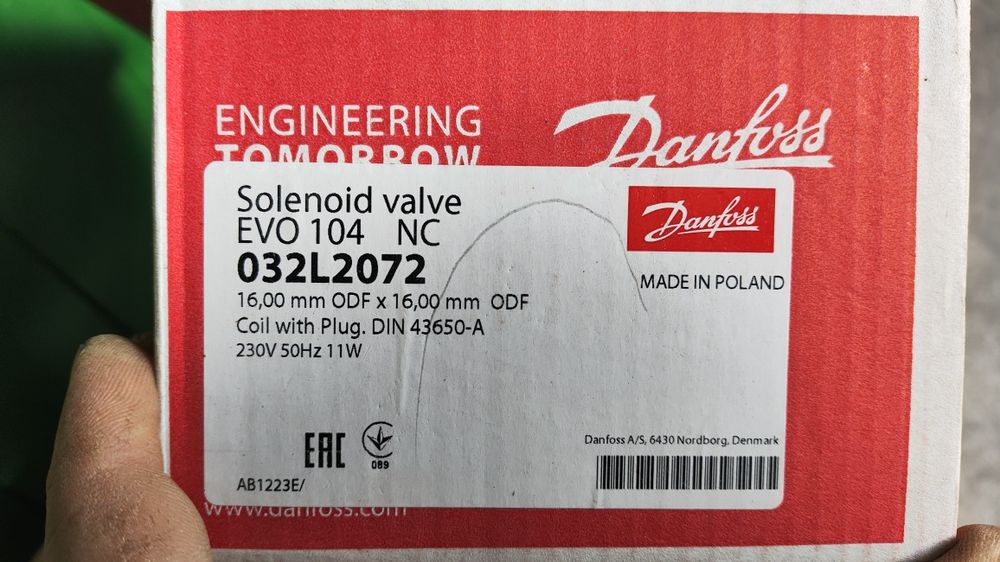 ENGINEERING
TOMORROW
Danfoss
Solenoid valve
EVO 104 NC
032L2072
16,00 mm ODF x 16,00 mm ODF
Coil with Plug. DIN 43650-A
230V 50Hz 11W
Danfoss
MADE IN POLAND
EAC
089
AB1223E/
Danfoss A/S, 6430 Nordborg, Denmark
www.danfoss.com